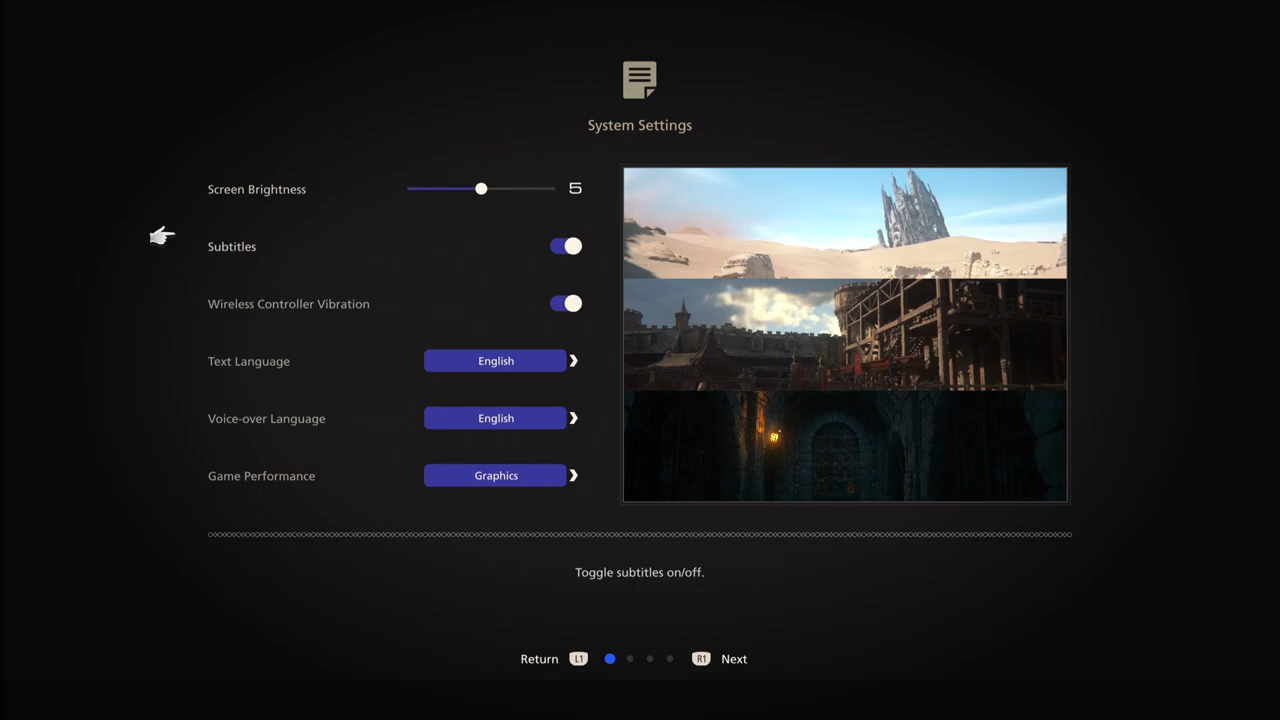 System Settings
Screen Brightness 5
Subtitles
Wireless Controller Vibration
Text Language English
Voice-over Language English
Game Performance Graphics
Toggle subtitles on/off.
Return L1 R1 Next